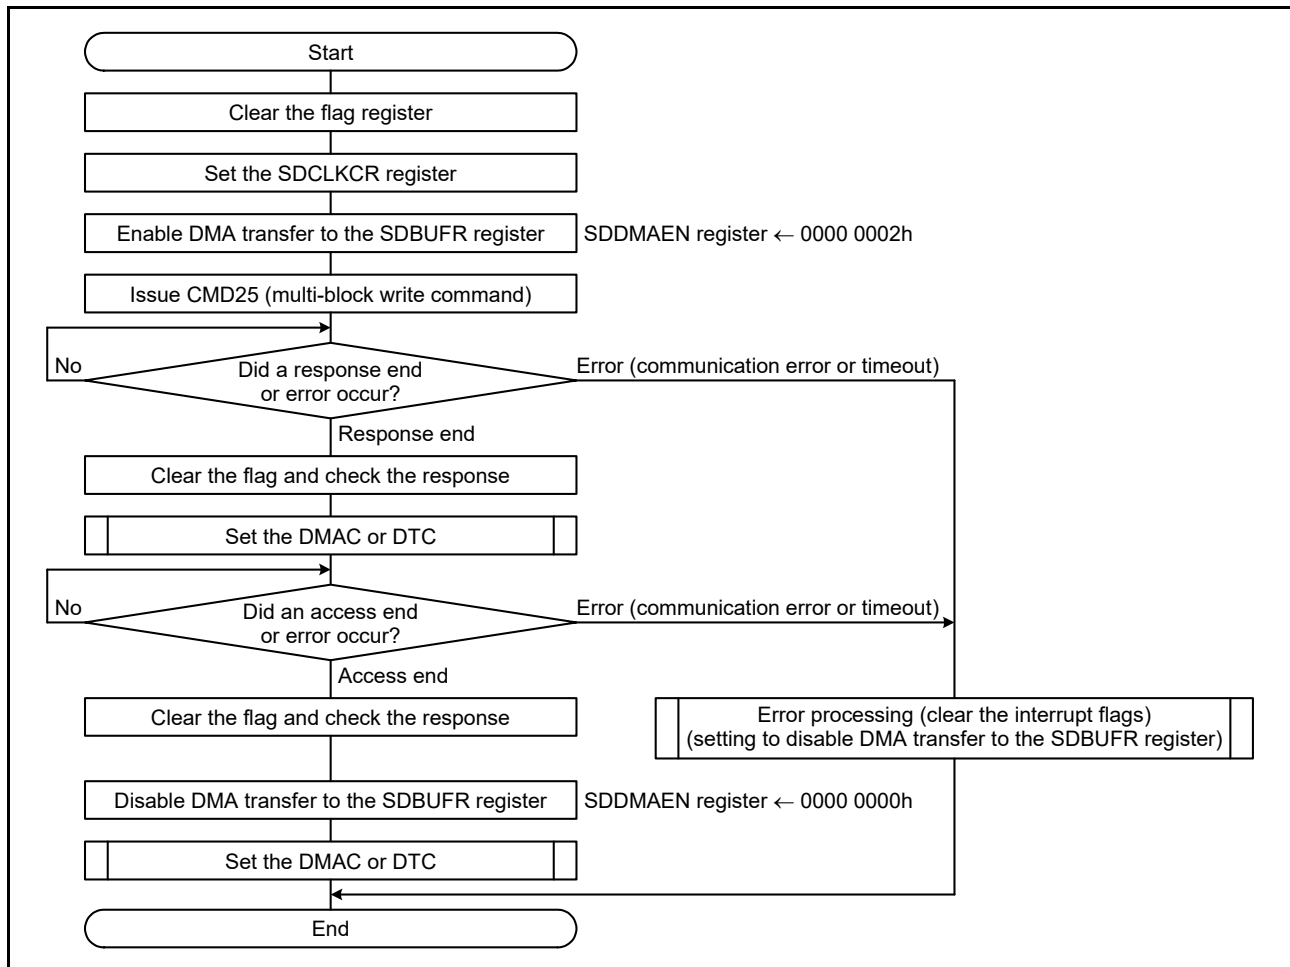 Start
Clear the flag register
Set the SDCLKCR register
Enable DMA transfer to the SDBUFR register
SDDMAEN register ← 0000 0002h
Issue CMD25 (multi-block write command)
No
Did a response end
or error occur?
Error (communication error or timeout)
Response end
Clear the flag and check the response
Set the DMAC or DTC
No
Did an access end
or error occur?
Error (communication error or timeout)
Access end
Clear the flag and check the response
Error processing (clear the interrupt flags)
(setting to disable DMA transfer to the SDBUFR register)
Disable DMA transfer to the SDBUFR register
SDDMAEN register ← 0000 0000h
Set the DMAC or DTC
End